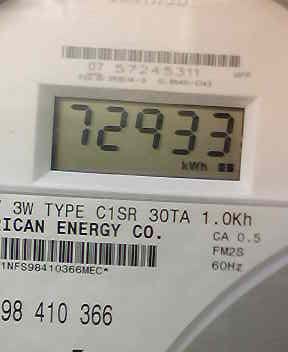 07 57245311
72933
kWh
3W TYPE C1SR 30TA 1.0Kh
RICAN ENERGY CO.
CA 0.5
FM2S
1NFS98410366MEC*
60Hz
98 410 366